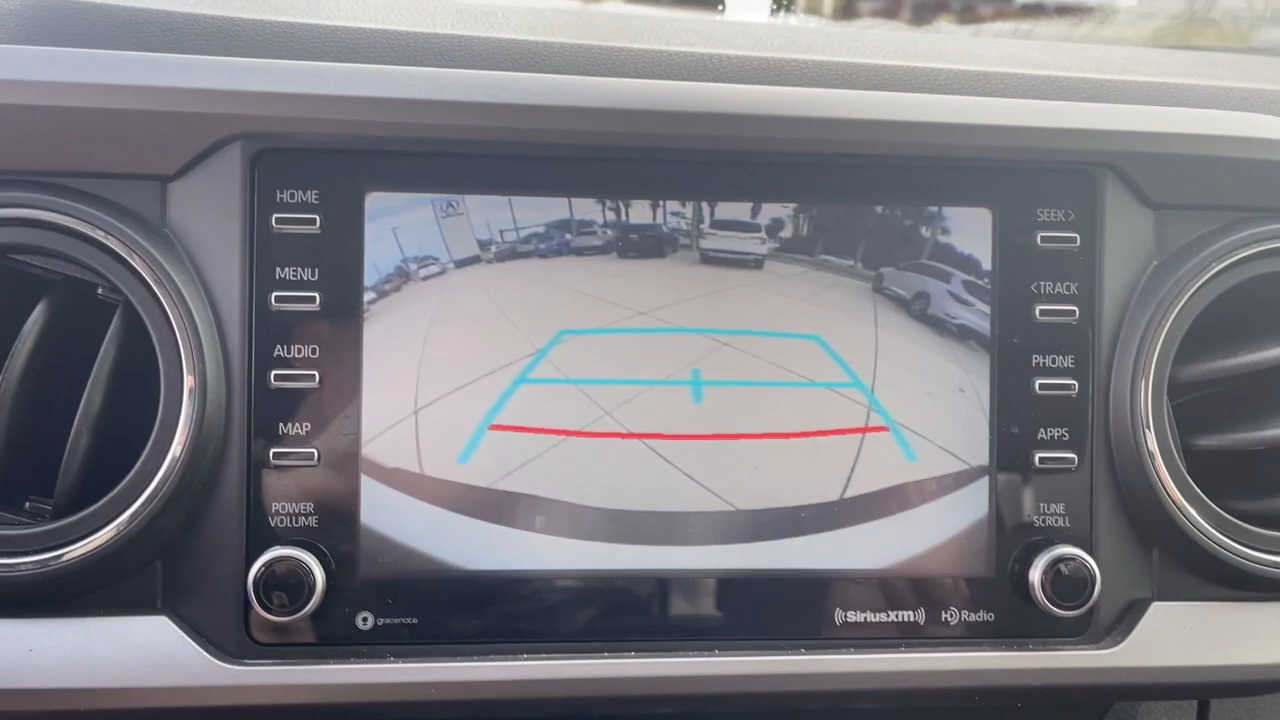 HOME
MENU
AUDIO
MAP
POWER
VOLUME
gracenote
SEEK>
<TRACK
PHONE
APPS
TUNE
SCROLL
((SiriusXM))
HD Radio